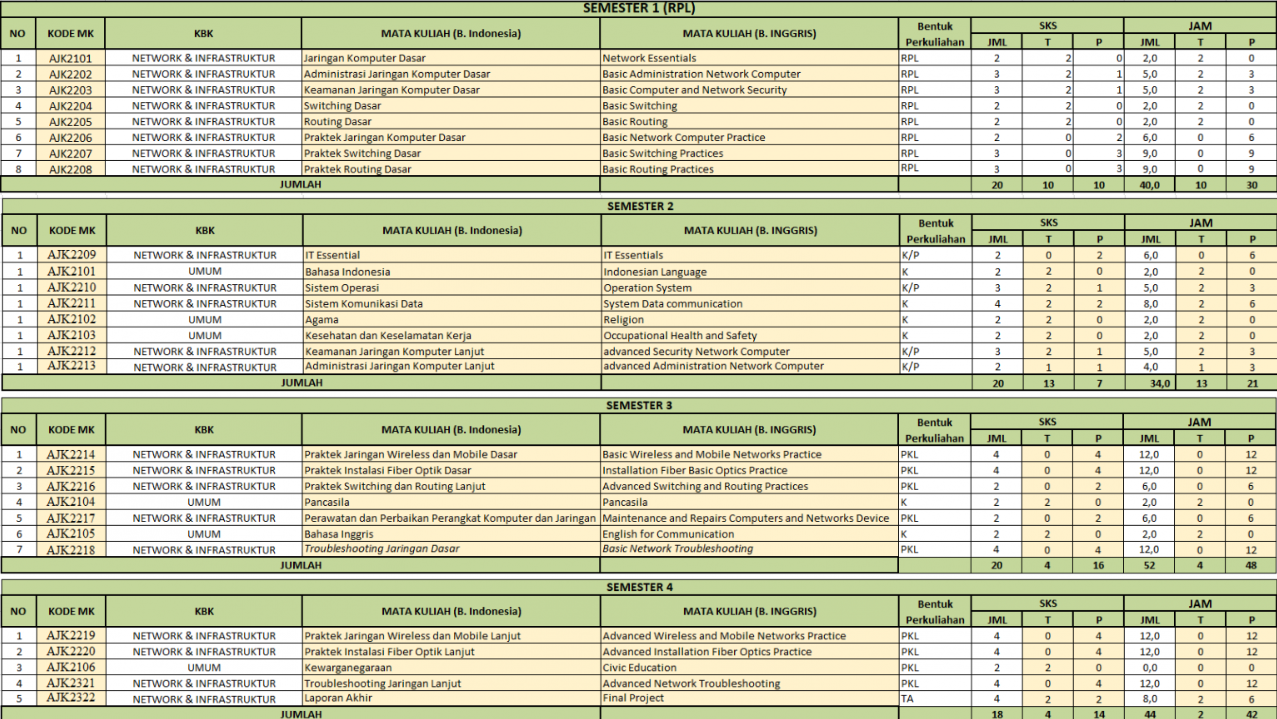 SEMESTER 1 (RPL)
NO KODE MK KBK MATA KULIAH (B. Indonesia) MATA KULIAH (B. INGGRIS) Bentuk Perkuliahan SKS JAM
JML T P JML T P
1 AJK2101 NETWORK & INFRASTRUKTUR Jaringan Komputer Dasar Network Essentials RPL 2 2 0 2,0 2 0
2 AJK2202 NETWORK & INFRASTRUKTUR Administrasi Jaringan Komputer Dasar Basic Administration Network Computer RPL 3 2 1 5,0 2 3
3 AJK2203 NETWORK & INFRASTRUKTUR Keamanan Jaringan Komputer Dasar Basic Computer and Network Security RPL 3 2 1 5,0 2 3
4 AJK2204 NETWORK & INFRASTRUKTUR Switching Dasar Basic Switching RPL 2 2 0 2,0 2 0
5 AJK2205 NETWORK & INFRASTRUKTUR Routing Dasar Basic Routing RPL 2 2 0 2,0 2 0
6 AJK2206 NETWORK & INFRASTRUKTUR Praktek Jaringan Komputer Dasar Basic Network Computer Practice RPL 2 0 2 6,0 0 6
7 AJK2207 NETWORK & INFRASTRUKTUR Praktek Switching Dasar Basic Switching Practices RPL 3 0 3 9,0 0 9
8 AJK2208 NETWORK & INFRASTRUKTUR Praktek Routing Dasar Basic Routing Practices RPL 3 0 3 9,0 0 9
JUMLAH 20 10 10 40,0 10 30
SEMESTER 2
NO KODE MK KBK MATA KULIAH (B. Indonesia) MATA KULIAH (B. INGGRIS) Bentuk Perkuliahan SKS JAM
JML T P JML T P
1 AJK2209 NETWORK & INFRASTRUKTUR IT Essential IT Essentials K/P 2 0 2 6,0 0 6
1 AJK2101 UMUM Bahasa Indonesia Indonesian Language K 2 2 0 2,0 2 0
1 AJK2210 NETWORK & INFRASTRUKTUR Sistem Operasi Operation System K/P 3 2 1 5,0 2 3
1 AJK2211 NETWORK & INFRASTRUKTUR Sistem Komunikasi Data System Data communication K 4 2 2 8,0 2 6
1 AJK2102 UMUM Agama Religion K 2 2 0 2,0 2 0
1 AJK2103 UMUM Kesehatan dan Keselamatan Kerja Occupational Health and Safety K 2 2 0 2,0 2 0
1 AJK2212 NETWORK & INFRASTRUKTUR Keamanan Jaringan Komputer Lanjut advanced Security Network Computer K/P 3 2 1 5,0 2 3
1 AJK2213 NETWORK & INFRASTRUKTUR Administrasi Jaringan Komputer Lanjut advanced Administration Network Computer K/P 2 1 1 4,0 1 3
JUMLAH 20 13 7 34,0 13 21
SEMESTER 3
NO KODE MK KBK MATA KULIAH (B. Indonesia) MATA KULIAH (B. INGGRIS) Bentuk Perkuliahan SKS JAM
JML T P JML T P
1 AJK2214 NETWORK & INFRASTRUKTUR Praktek Jaringan Wireless dan Mobile Dasar Basic Wireless and Mobile Networks Practice PKL 4 0 4 12,0 0 12
2 AJK2215 NETWORK & INFRASTRUKTUR Praktek Instalasi Fiber Optik Dasar Installation Fiber Basic Optics Practice PKL 4 0 4 12,0 0 12
3 AJK2216 NETWORK & INFRASTRUKTUR Praktek Switching dan Routing Lanjut Advanced Switching and Routing Practices PKL 2 0 2 6,0 0 6
4 AJK2104 UMUM Pancasila Pancasila K 2 2 0 2,0 2 0
5 AJK2217 NETWORK & INFRASTRUKTUR Perawatan dan Perbaikan Perangkat Komputer dan Jaringan Maintenance and Repairs Computers and Networks Device PKL 2 0 2 6,0 0 6
6 AJK2105 UMUM Bahasa Inggris English for Communication K 2 2 0 2,0 2 0
7 AJK2218 NETWORK & INFRASTRUKTUR Troubleshooting Jaringan Dasar Basic Network Troubleshooting PKL 4 0 4 12,0 0 12
JUMLAH 20 4 16 52 4 48
SEMESTER 4
NO KODE MK KBK MATA KULIAH (B. Indonesia) MATA KULIAH (B. INGGRIS) Bentuk Perkuliahan SKS JAM
JML T P JML T P
1 AJK2219 NETWORK & INFRASTRUKTUR Praktek Jaringan Wireless dan Mobile Lanjut Advanced Wireless and Mobile Networks Practice PKL 4 0 4 12,0 0 12
2 AJK2220 NETWORK & INFRASTRUKTUR Praktek Instalasi Fiber Optik Lanjut Advanced Installation Fiber Optics Practice PKL 4 0 4 12,0 0 12
3 AJK2106 UMUM Kewarganegaraan Civic Education PKL 2 2 0 0,0 0 0
4 AJK2321 NETWORK & INFRASTRUKTUR Troubleshooting Jaringan Lanjut Advanced Network Troubleshooting PKL 4 0 4 12,0 0 12
5 AJK2322 NETWORK & INFRASTRUKTUR Laporan Akhir Final Project TA 4 2 2 8,0 2 6
JUMLAH 18 4 14 44 2 42